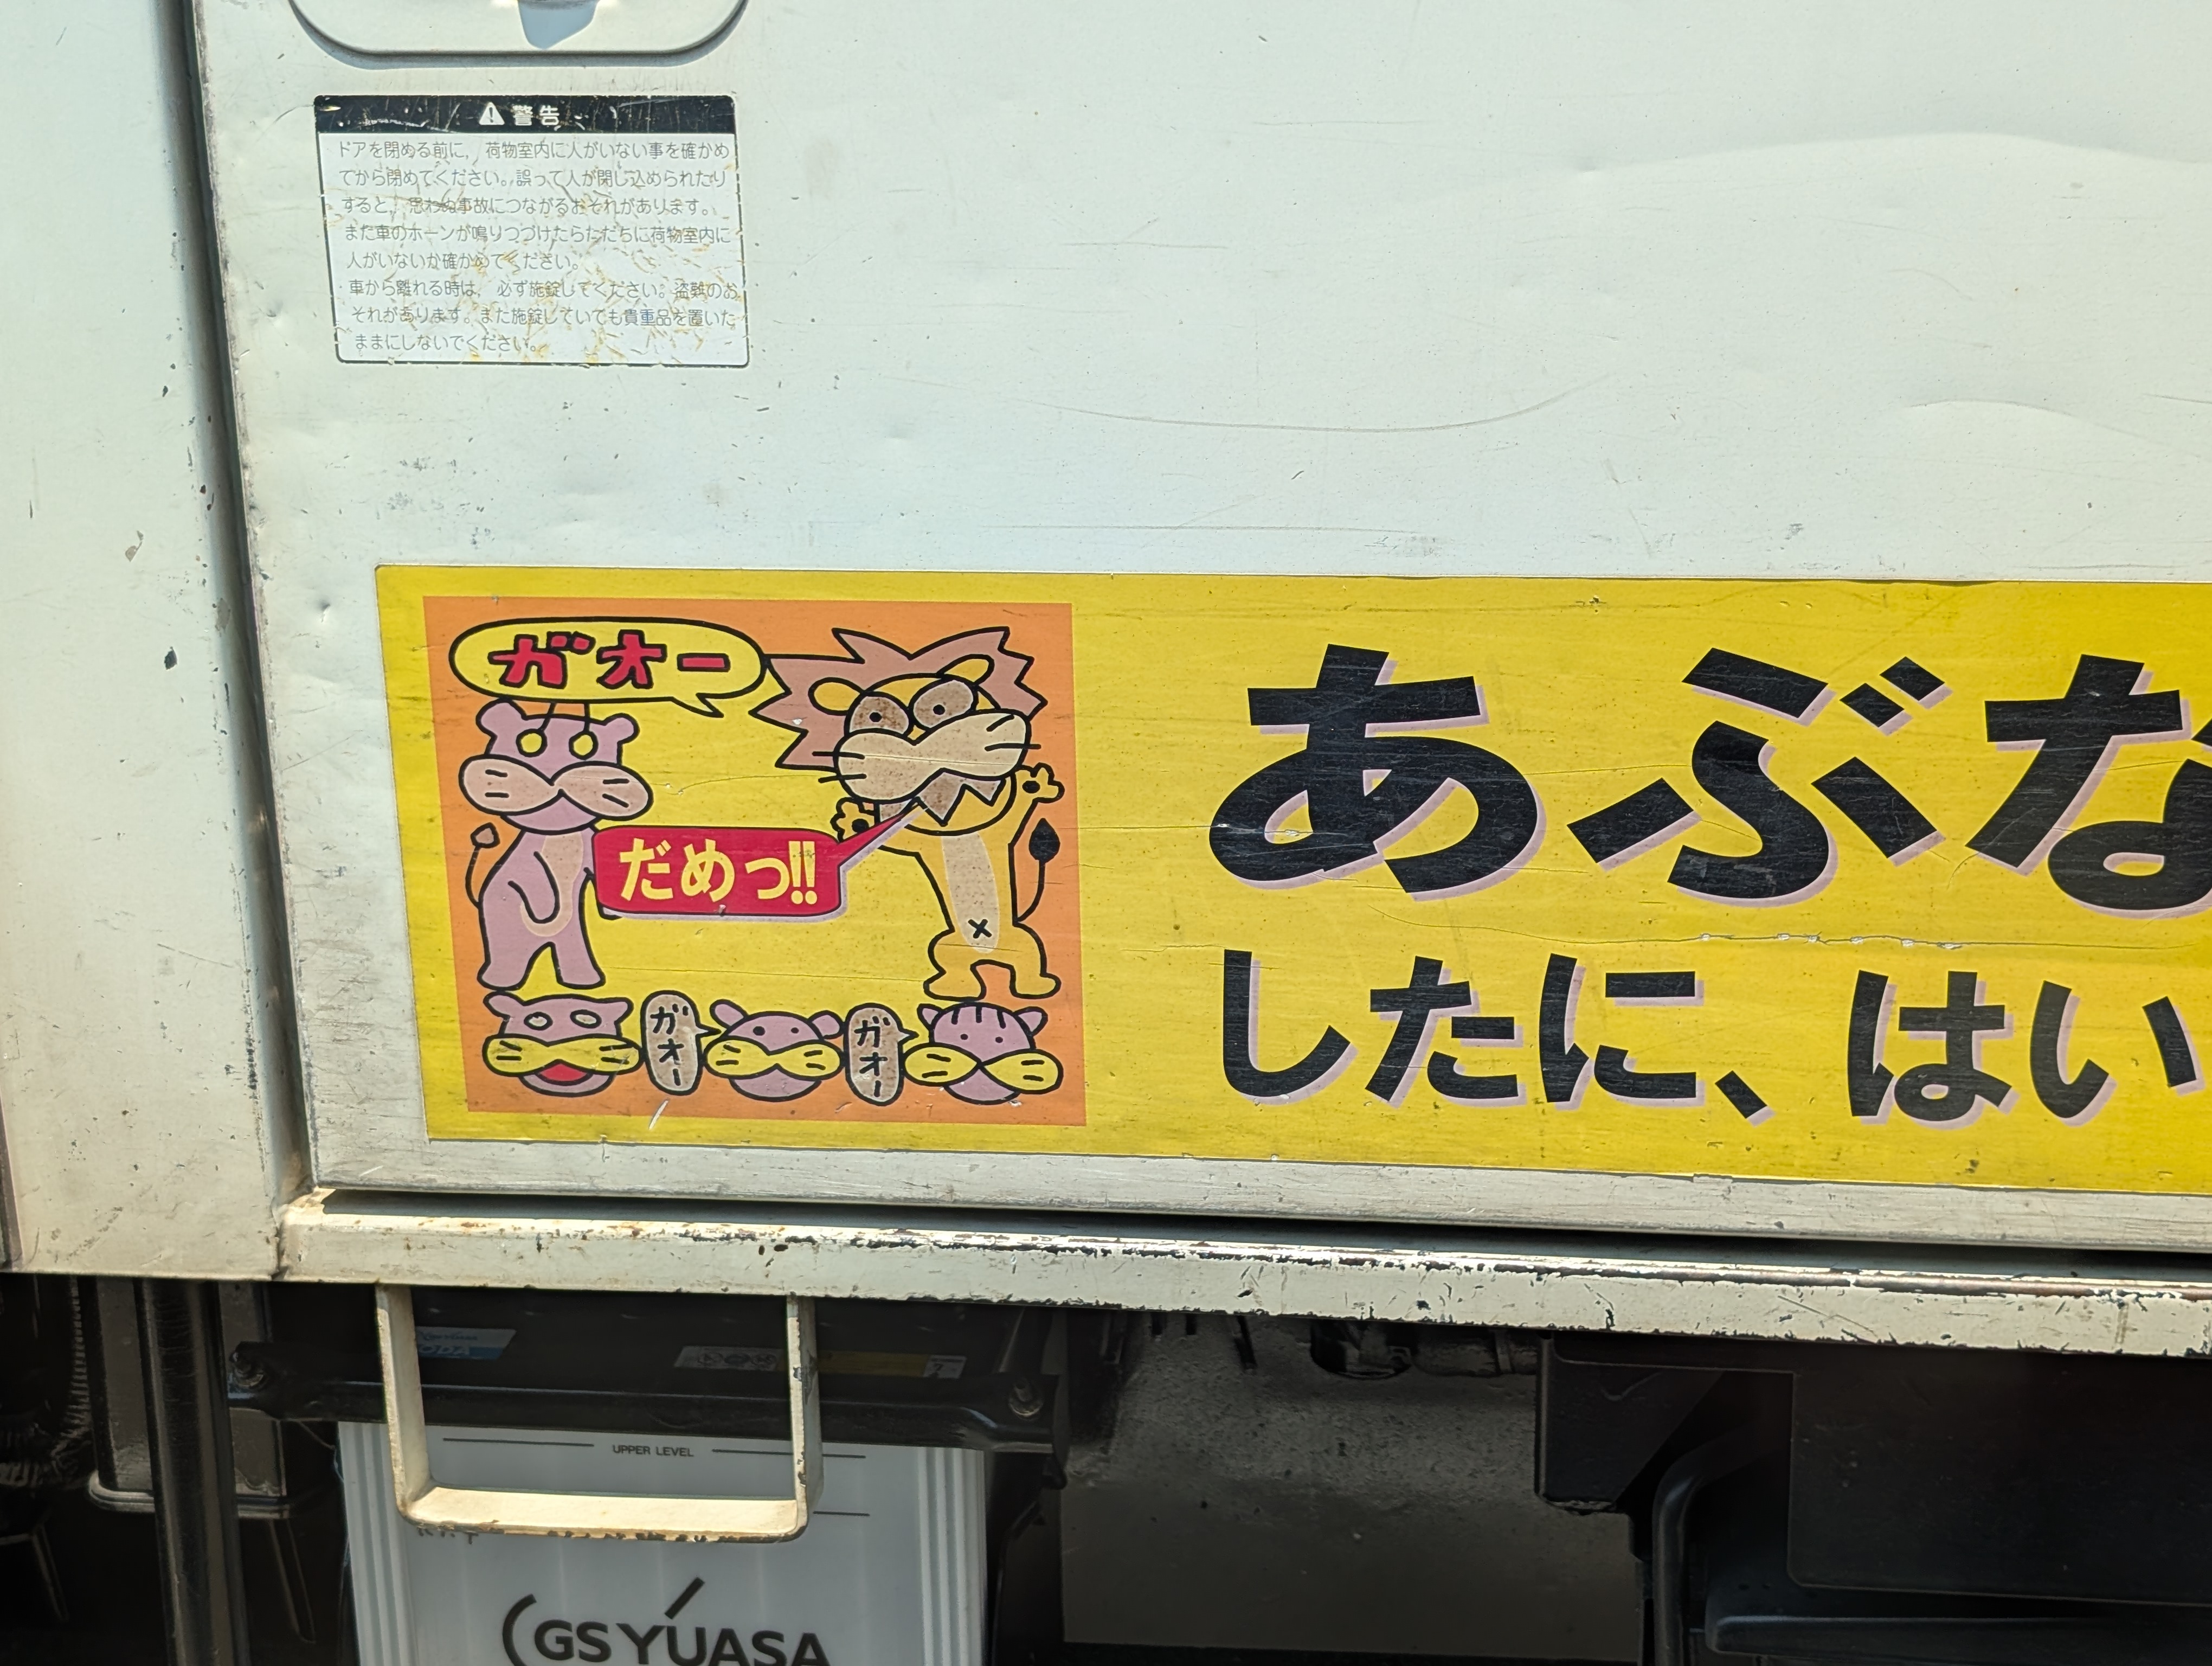 警告
ドアを閉める前に，荷物室内に人がいない事を確かめ
てから閉めてください。誤って人が閉じ込められたり
すると，思わぬ事故につながるおそれがあります。
また車のホーンが鳴りつづけたらただちに荷物室内に
人がいないか確かめてください。
車から離れる時は，必ず施錠してください。盗難のお
それがあります。また施錠していても貴重品を置いた
ままにしないでください。
ガオー
だめっ!!
ガオー
ガオー
あぶな
したに、はい
UPPER LEVEL
GS YUASA